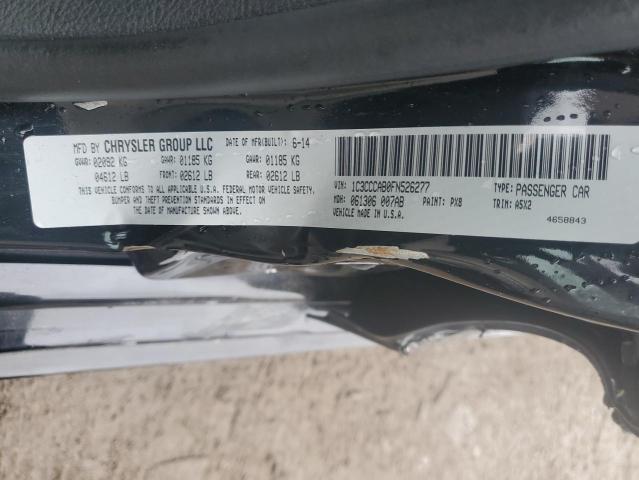 MFD BY CHRYSLER GROUP LLC DATE OF MFR(BUILT): 6-14
GVWR: 02092 KG GAWR: 01185 KG GAWR: 01185 KG
04612 LB FRONT: 02612 LB REAR: 02612 LB
THIS VEHICLE CONFORMS TO ALL APPLICABLE U.S.A. FEDERAL MOTOR VEHICLE SAFETY,
BUMPER AND THEFT PREVENTION STANDARDS IN EFFECT ON
THE DATE OF MANUFACTURE SHOWN ABOVE.
VIN: 1C3CCCAB0FN526277 TYPE: PASSENGER CAR
MDH: 061306 007AB PAINT: PX8 TRIM: A5X2
VEHICLE MADE IN U.S.A.
4658843